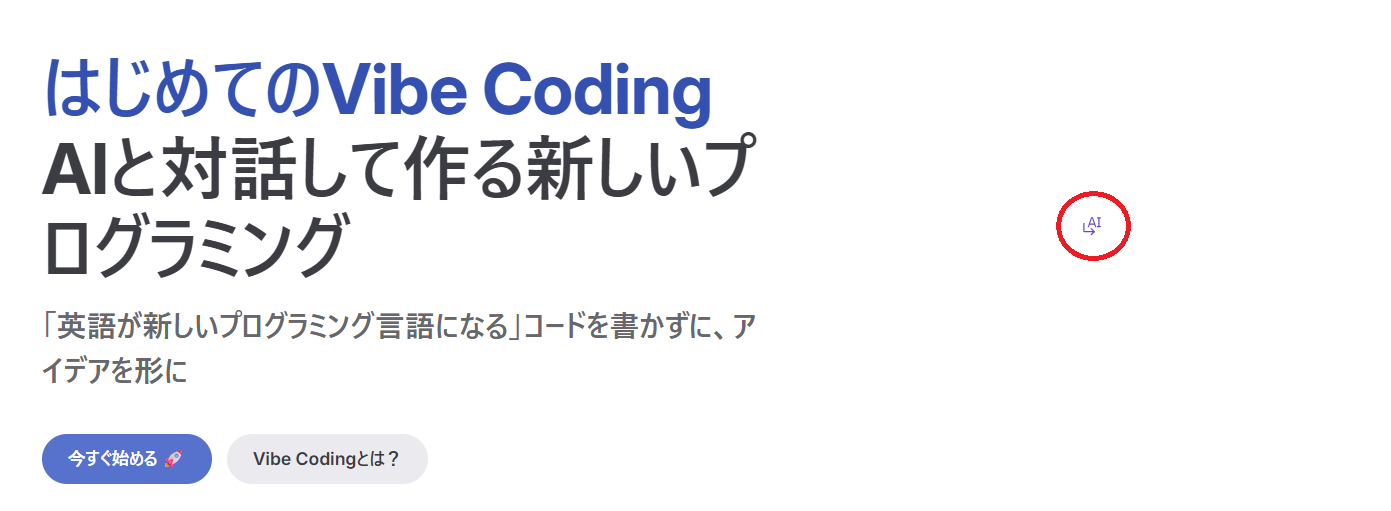 はじめてのVibe Coding
AIと対話して作る新しいプ
ログラミング
「英語が新しいプログラミング言語になる」コードを書かずに、ア
イデアを形に
今すぐ始める 🚀
Vibe Codingとは？
AI